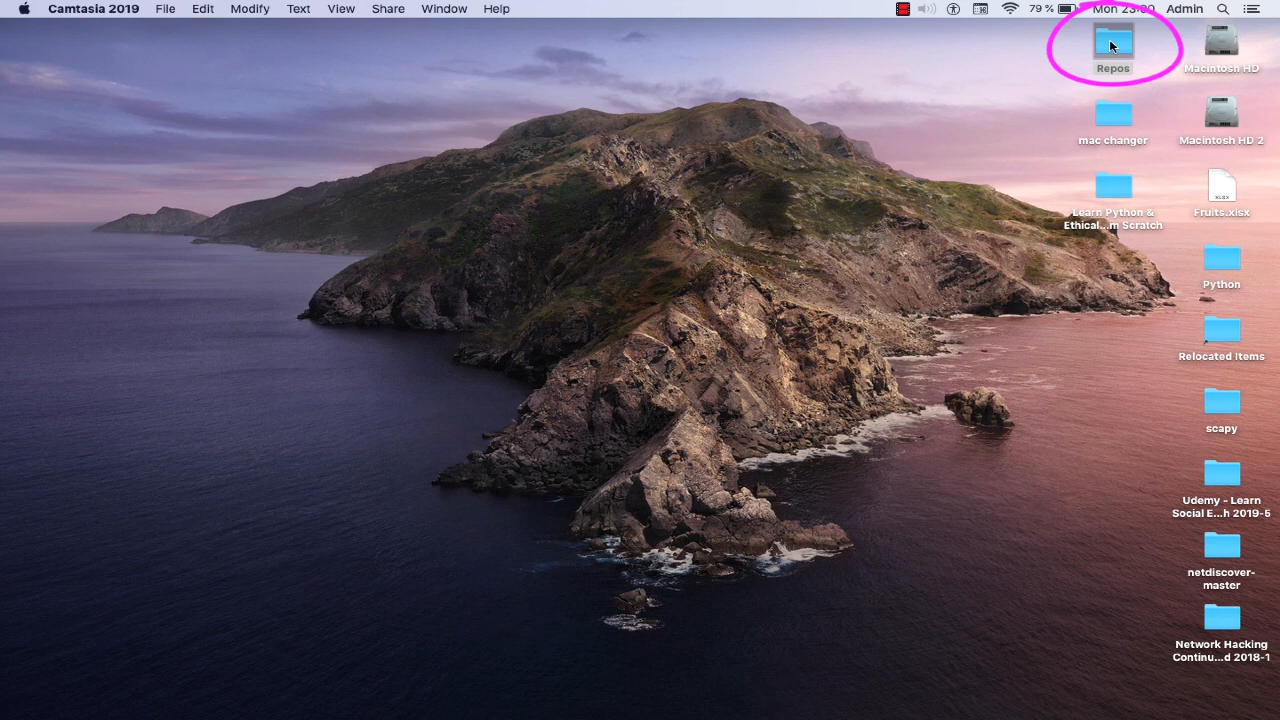 Camtasia 2019 File Edit Modify Text View Share Window Help 79 % Mon Admin
Repos
Macintosh HD
mac changer
Macintosh HD 2
Learn Python &
Ethical...m Scratch
XLSX
Fruits.xlsx
Python
Relocated Items
scapy
Udemy - Learn
Social E...h 2019-5
netdiscover-
master
Network Hacking
Continu...d 2018-1